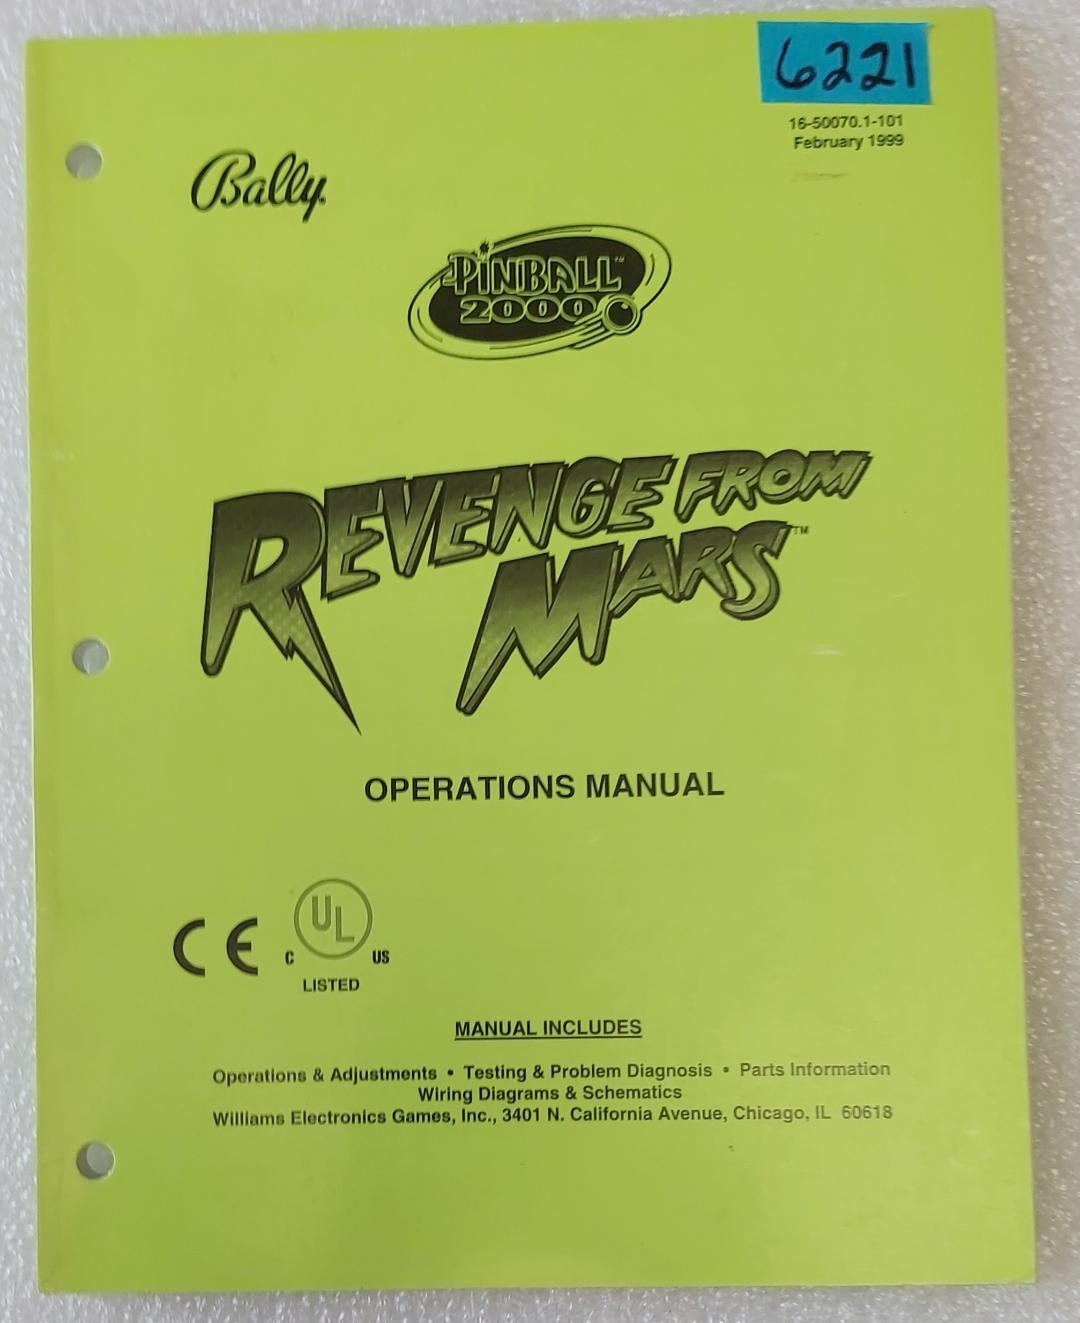 6221
16-50070.1-101
February 1999
Bally.
PINBALL™
2000
REVENGE FROM
MARS™
OPERATIONS MANUAL
CE
UL
C US
LISTED
MANUAL INCLUDES
Operations & Adjustments • Testing & Problem Diagnosis • Parts Information
Wiring Diagrams & Schematics
Williams Electronics Games, Inc., 3401 N. California Avenue, Chicago, IL 60618